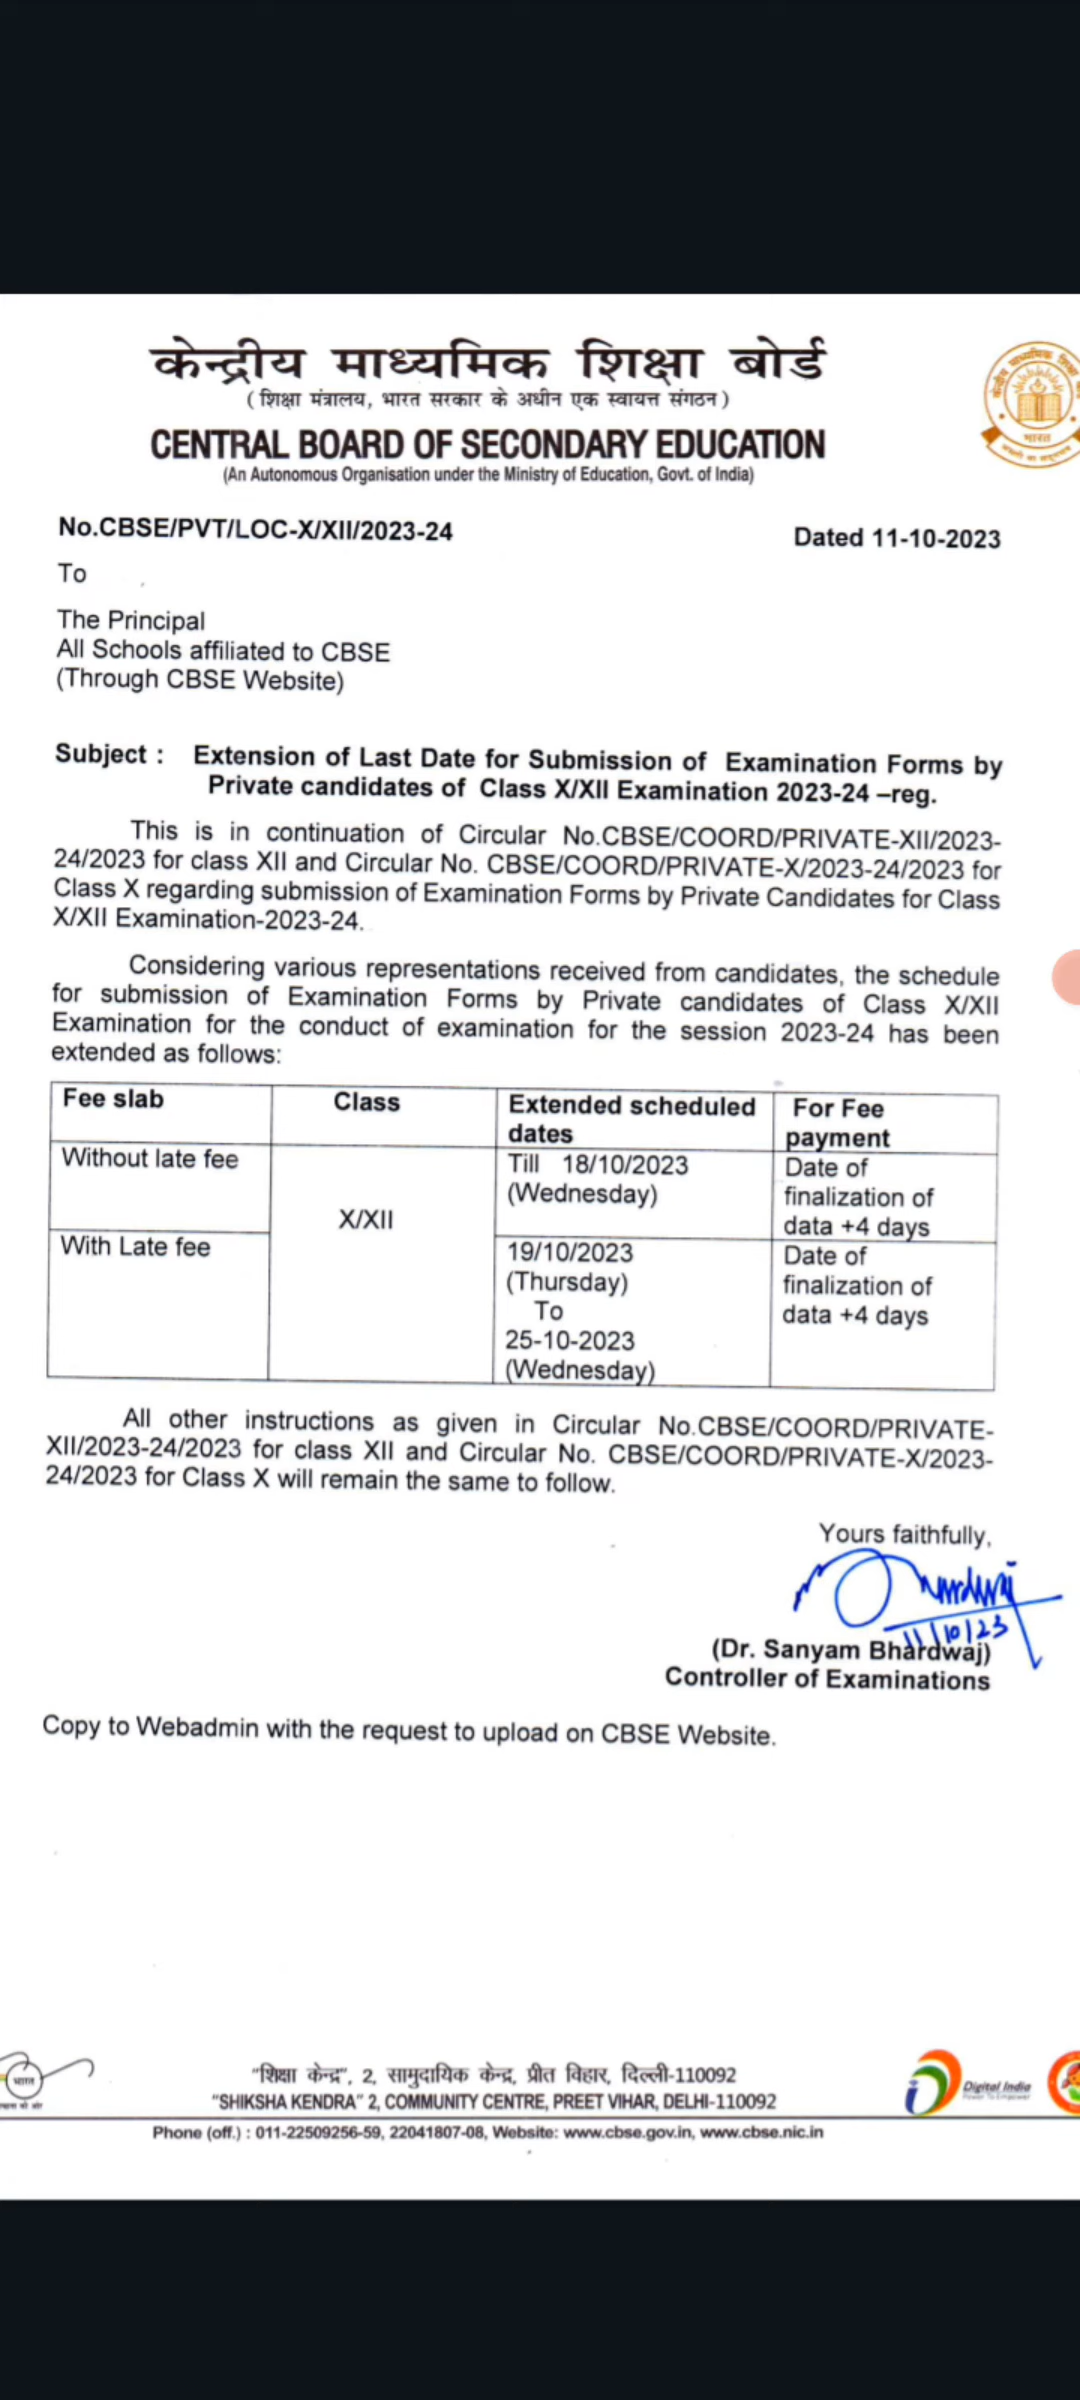 केन्द्रीय माध्यमिक शिक्षा बोर्ड
( शिक्षा मंत्रालय, भारत सरकार के अधीन एक स्वायत्त संगठन )
CENTRAL BOARD OF SECONDARY EDUCATION
(An Autonomous Organisation under the Ministry of Education, Govt. of India)
भारत
No.CBSE/PVT/LOC-X/XII/2023-24 Dated 11-10-2023
To
The Principal
All Schools affiliated to CBSE
(Through CBSE Website)
Subject : Extension of Last Date for Submission of Examination Forms by
Private candidates of Class X/XII Examination 2023-24 –reg.
This is in continuation of Circular No.CBSE/COORD/PRIVATE-XII/2023-
24/2023 for class XII and Circular No. CBSE/COORD/PRIVATE-X/2023-24/2023 for
Class X regarding submission of Examination Forms by Private Candidates for Class
X/XII Examination-2023-24.
Considering various representations received from candidates, the schedule
for submission of Examination Forms by Private candidates of Class X/XII
Examination for the conduct of examination for the session 2023-24 has been
extended as follows:
Fee slab Class Extended scheduled For Fee
dates payment
Without late fee Till 18/10/2023 Date of
(Wednesday) finalization of
X/XII data +4 days
With Late fee 19/10/2023 Date of
(Thursday) finalization of
To data +4 days
25-10-2023
(Wednesday)
All other instructions as given in Circular No.CBSE/COORD/PRIVATE-
XII/2023-24/2023 for class XII and Circular No. CBSE/COORD/PRIVATE-X/2023-
24/2023 for Class X will remain the same to follow.
Yours faithfully,
11/10/23
(Dr. Sanyam Bhardwaj)
Controller of Examinations
Copy to Webadmin with the request to upload on CBSE Website.
भारत
"शिक्षा केन्द्र", 2, सामुदायिक केन्द्र, प्रीत विहार, दिल्ली-110092
"SHIKSHA KENDRA" 2, COMMUNITY CENTRE, PREET VIHAR, DELHI-110092
Digital India
Power To Empower
Phone (off.) : 011-22509256-59, 22041807-08, Website: www.cbse.gov.in, www.cbse.nic.in